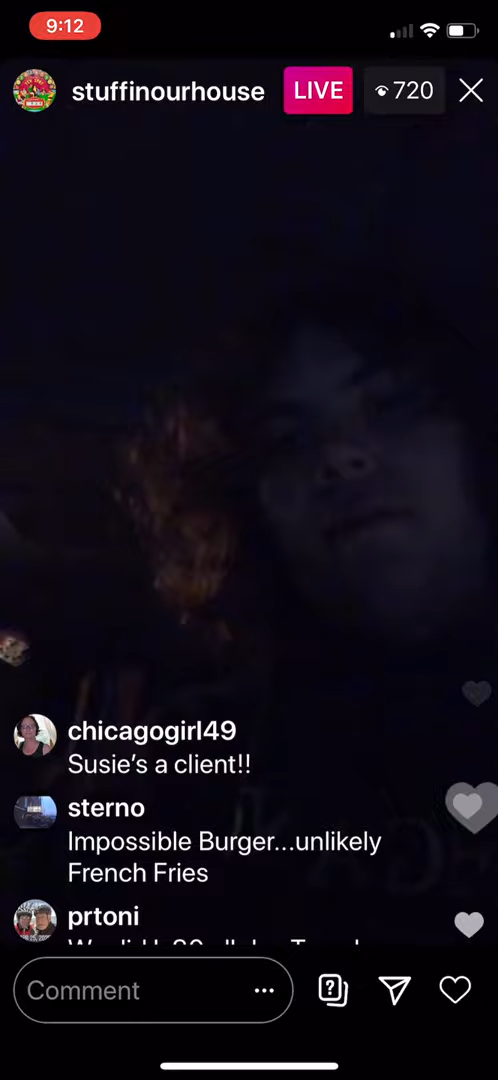 9:12
stuffinourhouse LIVE 720
chicagogirl49
Susie's a client!!
sterno
Impossible Burger...unlikely
French Fries
prtoni
Comment